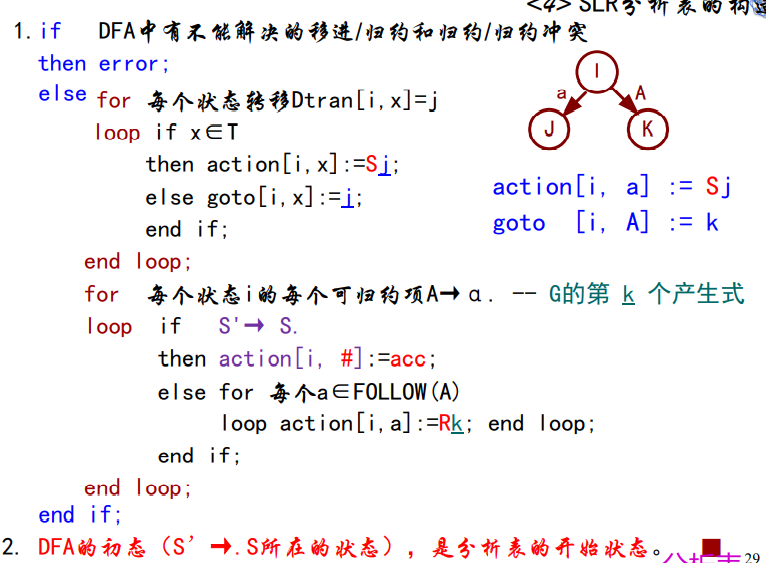 <4> SLR分析表的构造
1.if DFA中有不能解决的移进/归约和归约/归约冲突
then error;
else for 每个状态转移Dtran[i,x]=j
loop if x∈T
then action[i,x]:=Sj;
else goto[i,x]:=j;
end if;
end loop;
I
a
A
J
K
action[i, a] := Sj
goto [i, A] := k
for 每个状态i的每个可归约项A→α. -- G的第 k 个产生式
loop if S'→ S.
then action[i, #]:=acc;
else for 每个a∈FOLLOW(A)
loop action[i,a]:=Rk; end loop;
end if;
end loop;
end if;
2. DFA的初态（S'→.S所在的状态），是分析表的开始状态。
分析表
29